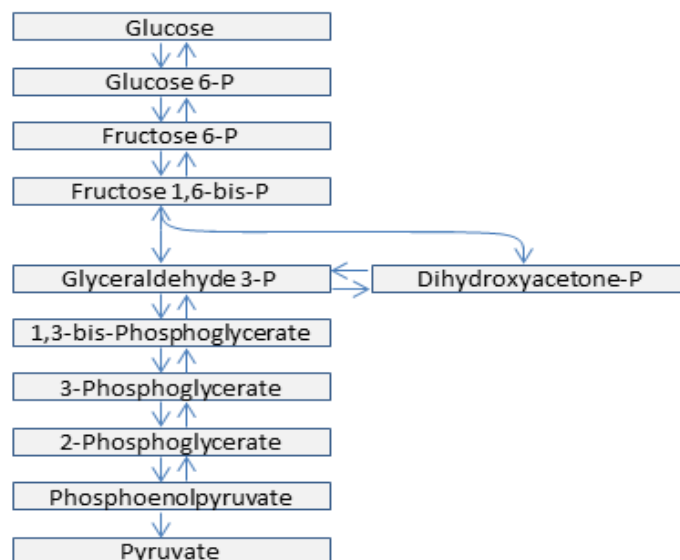 Glucose
Glucose 6-P
Fructose 6-P
Fructose 1,6-bis-P
Glyceraldehyde 3-P
Dihydroxyacetone-P
1,3-bis-Phosphoglycerate
3-Phosphoglycerate
2-Phosphoglycerate
Phosphoenolpyruvate
Pyruvate